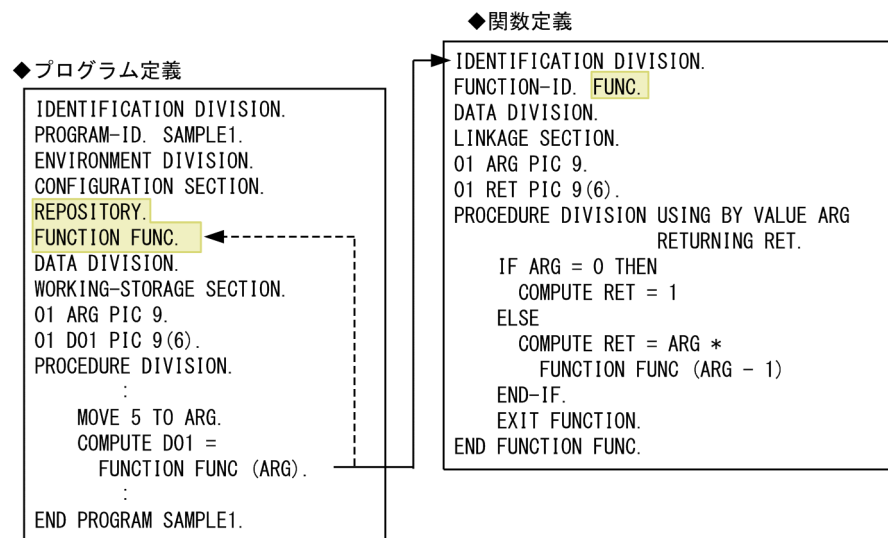 ◆プログラム定義
IDENTIFICATION DIVISION.
PROGRAM-ID. SAMPLE1.
ENVIRONMENT DIVISION.
CONFIGURATION SECTION.
REPOSITORY.
FUNCTION FUNC.
DATA DIVISION.
WORKING-STORAGE SECTION.
01 ARG PIC 9.
01 DO1 PIC 9(6).
PROCEDURE DIVISION.
:
MOVE 5 TO ARG.
COMPUTE DO1 =
FUNCTION FUNC (ARG).
:
END PROGRAM SAMPLE1.
◆関数定義
IDENTIFICATION DIVISION.
FUNCTION-ID. FUNC.
DATA DIVISION.
LINKAGE SECTION.
01 ARG PIC 9.
01 RET PIC 9(6).
PROCEDURE DIVISION USING BY VALUE ARG
RETURNING RET.
IF ARG = 0 THEN
COMPUTE RET = 1
ELSE
COMPUTE RET = ARG *
FUNCTION FUNC (ARG - 1)
END-IF.
EXIT FUNCTION.
END FUNCTION FUNC.